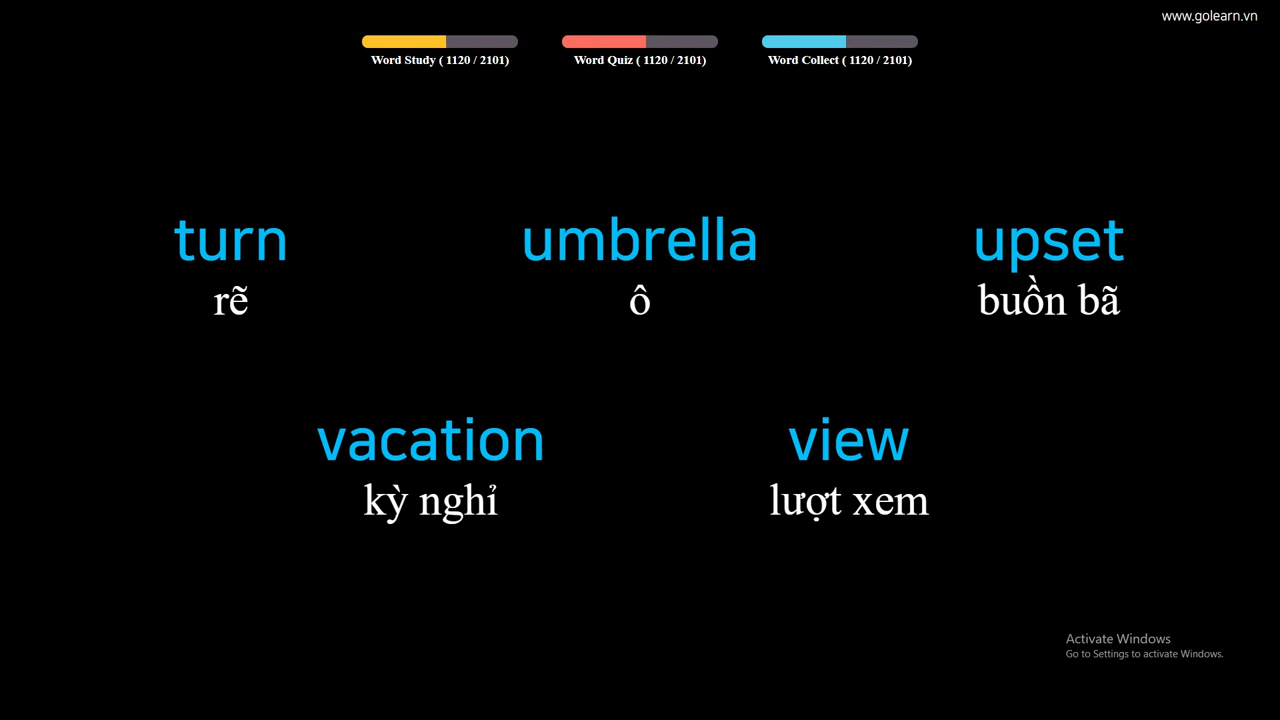 www.golearn.vn
Word Study ( 1120 / 2101)
Word Quiz ( 1120 / 2101)
Word Collect ( 1120 / 2101)
turn
rẽ
umbrella
ô
upset
buồn bã
vacation
kỳ nghỉ
view
lượt xem
Activate Windows
Go to Settings to activate Windows.